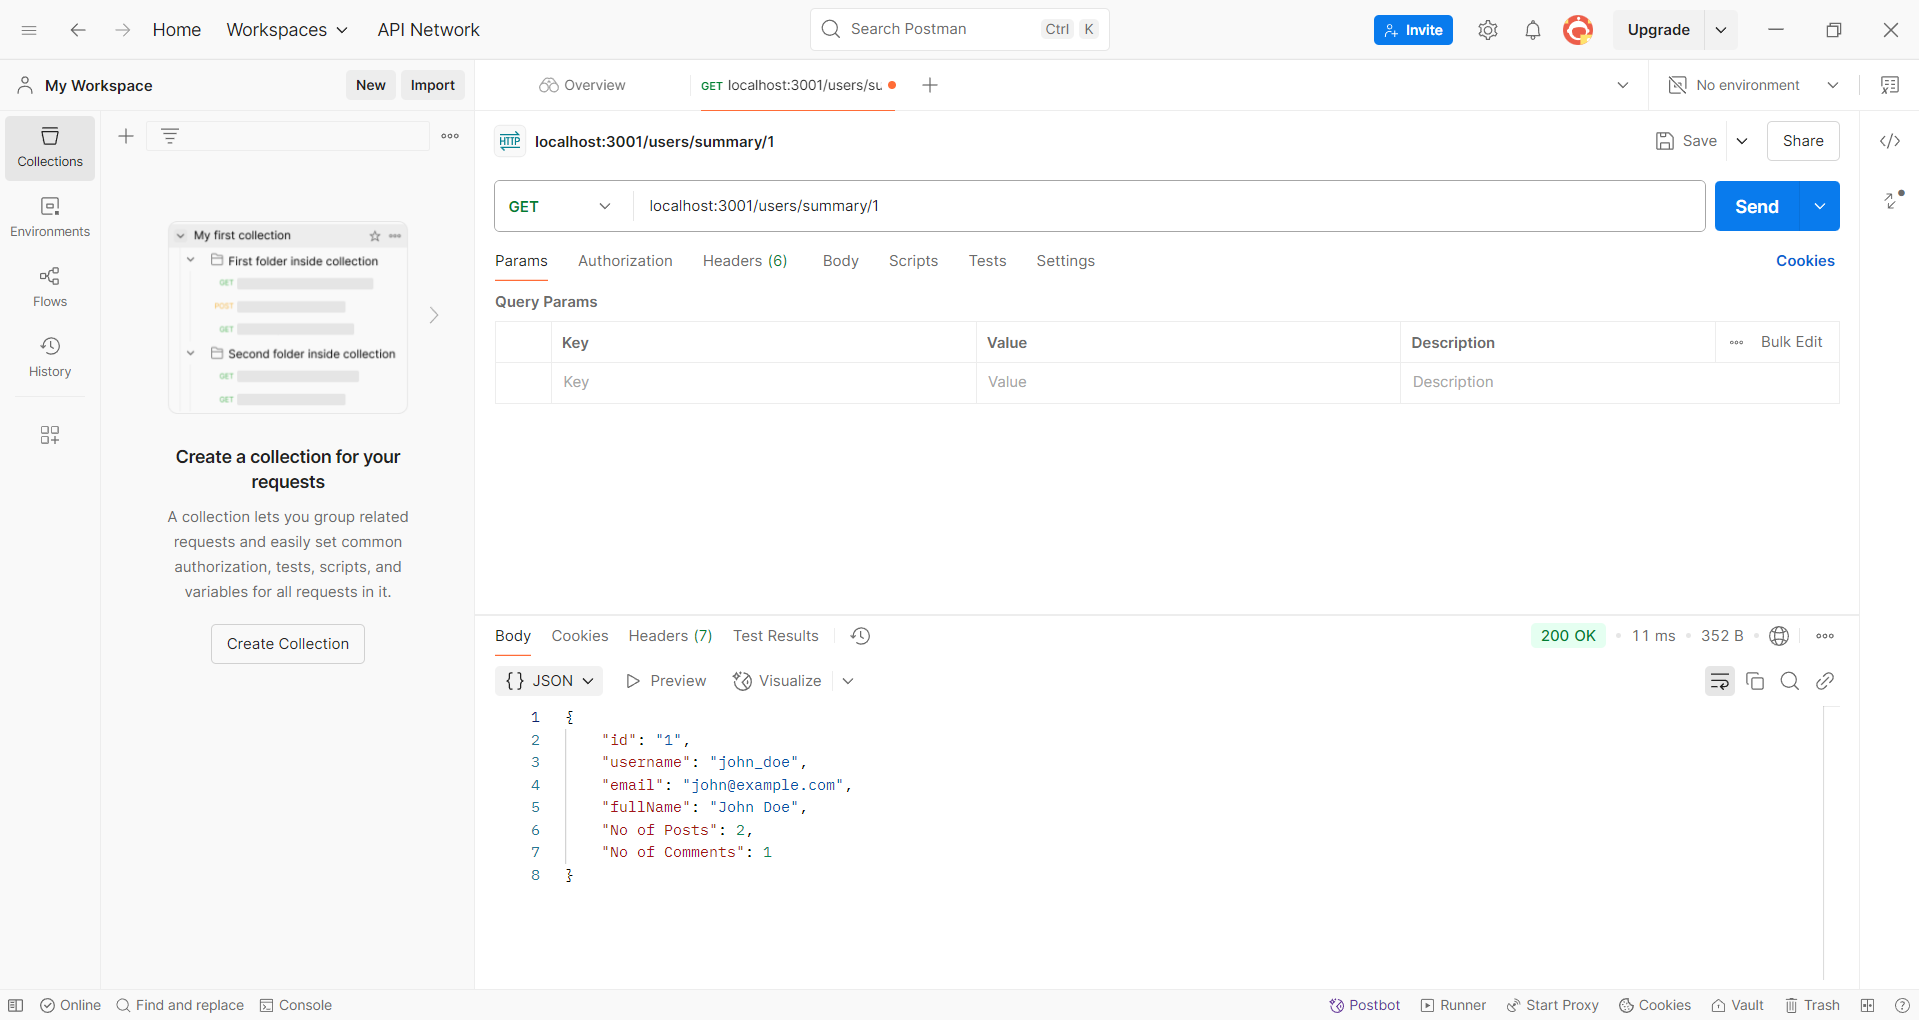 Home
Workspaces
API Network
Search Postman
Ctrl K
Invite
Upgrade
My Workspace
New
Import
Overview
GET localhost:3001/users/su
No environment
Collections
Environments
Flows
History
My first collection
First folder inside collection
GET
POST
GET
Second folder inside collection
GET
GET
Create a collection for your
requests
A collection lets you group related
requests and easily set common
authorization, tests, scripts, and
variables for all requests in it.
Create Collection
HTTP localhost:3001/users/summary/1
Save
Share
GET
localhost:3001/users/summary/1
Send
Params Authorization Headers (6) Body Scripts Tests Settings
Cookies
Query Params
Key Value Description Bulk Edit
Key Value Description
Body Cookies Headers (7) Test Results
200 OK 11 ms 352 B
{} JSON Preview Visualize
1 {
2 "id": "1",
3 "username": "john_doe",
4 "email": "john@example.com",
5 "fullName": "John Doe",
6 "No of Posts": 2,
7 "No of Comments": 1
8 }
Online Find and replace Console
Postbot Runner Start Proxy Cookies Vault Trash